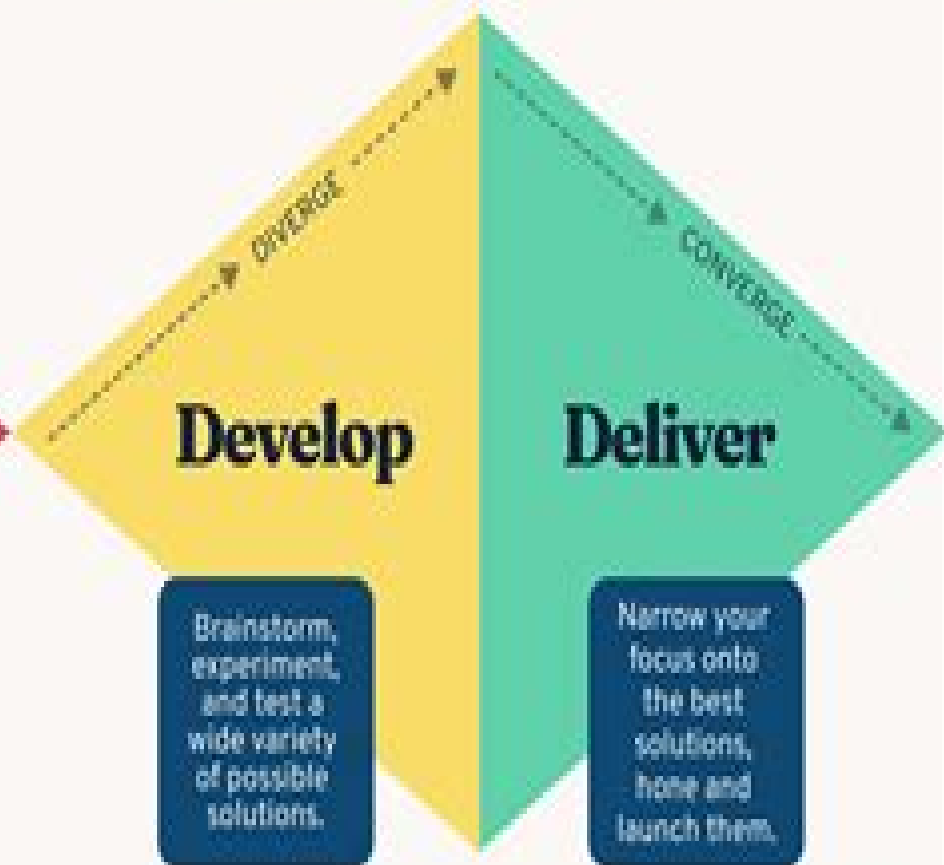 DIVERGE
CONVERGE
Develop
Deliver
Brainstorm,
experiment,
and test a
wide variety
of possible
solutions.
Narrow your
focus onto
the best
solutions,
hone and
launch them.